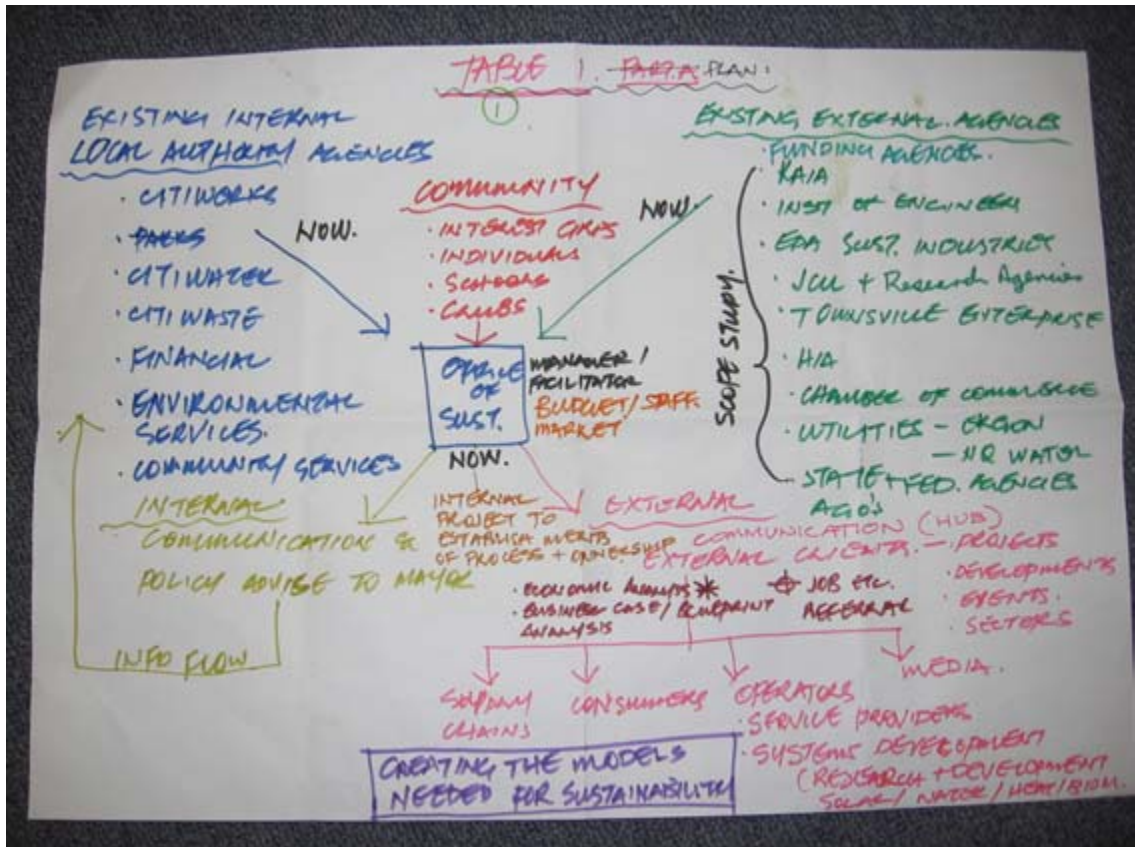 TABLE 1. PART A PLAN:
1
EXISTING INTERNAL
LOCAL AUTHORITY AGENCIES
· CITIWORKS
· PARKS
· CITIWATER
· CITIWASTE
· FINANCIAL
· ENVIRONMENTAL
SERVICES.
· COMMUNITY SERVICES
NOW.
COMMUNITY
· INTEREST GRPS
· INDIVIDUALS
· SCHOOLS
· CLUBS
NOW.
EXISTING EXTERNAL AGENCIES
· FUNDING AGENCIES.
· RAIA
· INST OF ENGINEERS
· EPA SUST. INDUSTRIES
· JCU + Research Agencies
· TOWNSVILLE ENTERPRISE
· HIA
· CHAMBER OF COMMERCE
· UTILITIES – ERGON
– NQ WATER
· STATE + FED. AGENCIES
SCOPE STUDY.
OFFICE
OF
SUST.
MANAGER /
FACILITATOR
BUDGET / STAFF
MARKET
NOW.
INTERNAL
COMMUNICATION &
POLICY ADVISE TO MAYOR
INFO FLOW
INTERNAL
PROJECT TO
ESTABLISH MERITS
OF PROCESS + OWNERSHIP
EXTERNAL
COMMUNICATION (HUB)
EXTERNAL CLIENTS. – PROJECTS
· DEVELOPMENTS
· EVENTS.
· SECTORS
· ECONOMIC ANALYSIS *
· BUSINESS CASE / BLUEPRINT
ANALYSIS
JOB ETC.
REFERRAL
SUPPLY
CHAINS
CONSUMERS
OPERATORS
· SERVICE PROVIDERS
· SYSTEMS DEVELOPMENT
(RESEARCH + DEVELOPMENT
SOLAR / WATER / HEAT / BIOM.
MEDIA.
CREATING THE MODELS
NEEDED FOR SUSTAINABILITY